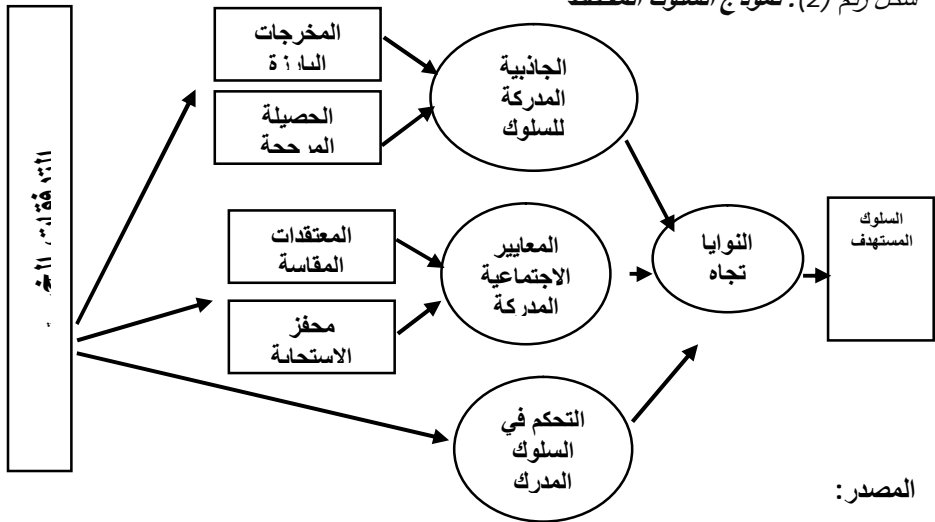 شكل رقم (2): نموذج السلوك المخطط
المخرجات
البارزة
الحصيلة
المرجحة
الجاذبية
المدركة
للسلوك
المعتقدات
المقاسة
محفز
الاستجابة
المعايير
الاجتماعية
المدركة
التحكم في
السلوك
المدرك
النوايا
تجاه
السلوك
المستهدف
المصدر: